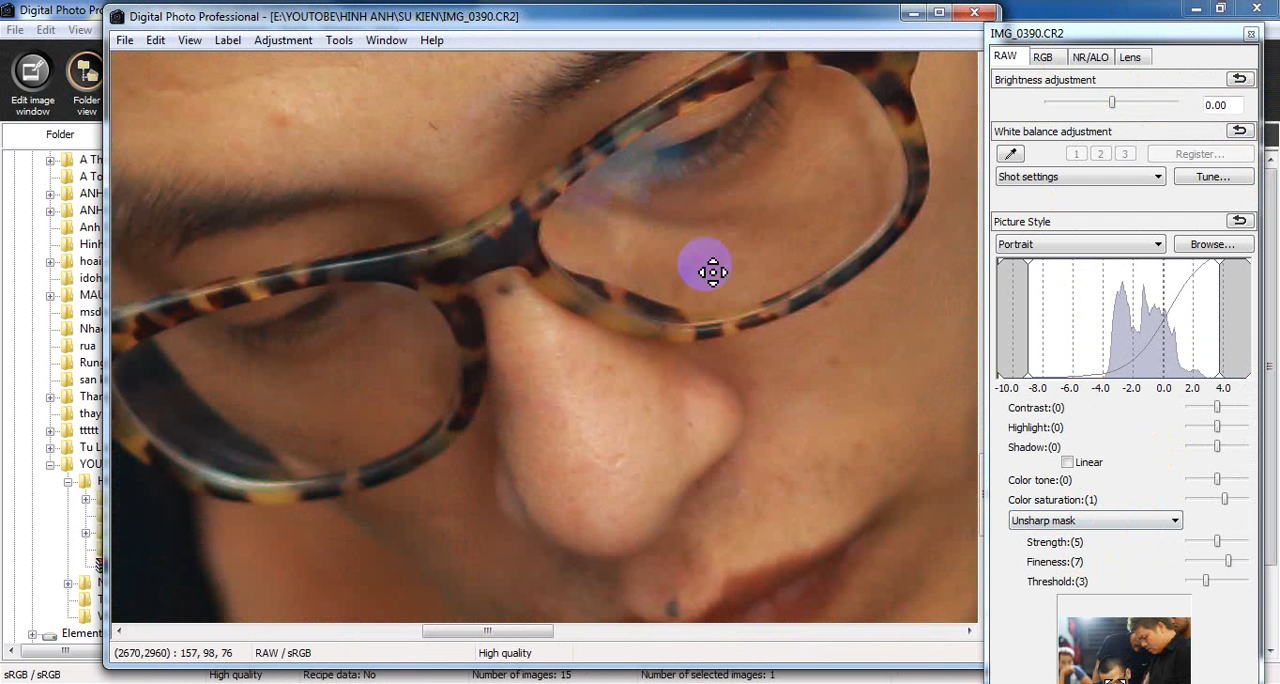 Digital Photo Pro
File Edit View
Edit image window
Folder view
Folder
A Th
A To
ANH
ANH
Anh
Hinh
hoai
idoh
MAU
msd
Nha
rua
Rung
san k
Thar
thay
ttttt
Tu L
YOU
H
N
T
V
Element
sRGB / sRGB
High quality
Recipe data: No
Number of images: 15
Number of selected images: 1
Digital Photo Professional - [E:\YOUTOBE\HINH ANH\SU KIEN\IMG_0390.CR2]
File Edit View Label Adjustment Tools Window Help
(2670,2960) : 157, 98, 76
RAW / sRGB
High quality
IMG_0390.CR2
RAW RGB NR/ALO Lens
Brightness adjustment
0.00
White balance adjustment
1 2 3 Register...
Shot settings Tune...
Picture Style
Portrait Browse...
-10.0 -8.0 -6.0 -4.0 -2.0 0.0 2.0 4.0
Contrast:(0)
Highlight:(0)
Shadow:(0)
Linear
Color tone:(0)
Color saturation:(1)
Unsharp mask
Strength:(5)
Fineness:(7)
Threshold:(3)